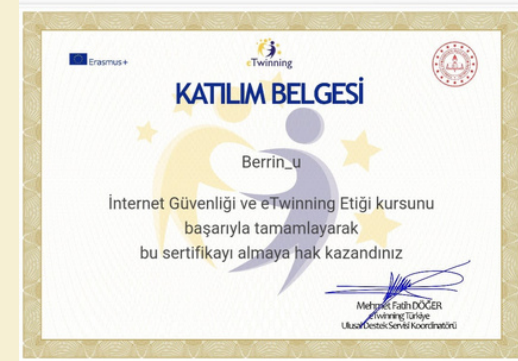 Erasmus+
eTwinning
KATILIM BELGESİ
Berrin_u
İnternet Güvenliği ve eTwinning Etiği kursunu
başarıyla tamamlayarak
bu sertifikayı almaya hak kazandınız
Mehmet Fatih DÖĞER
eTwinning Türkiye
Ulusal Destek Servisi Koordinatörü